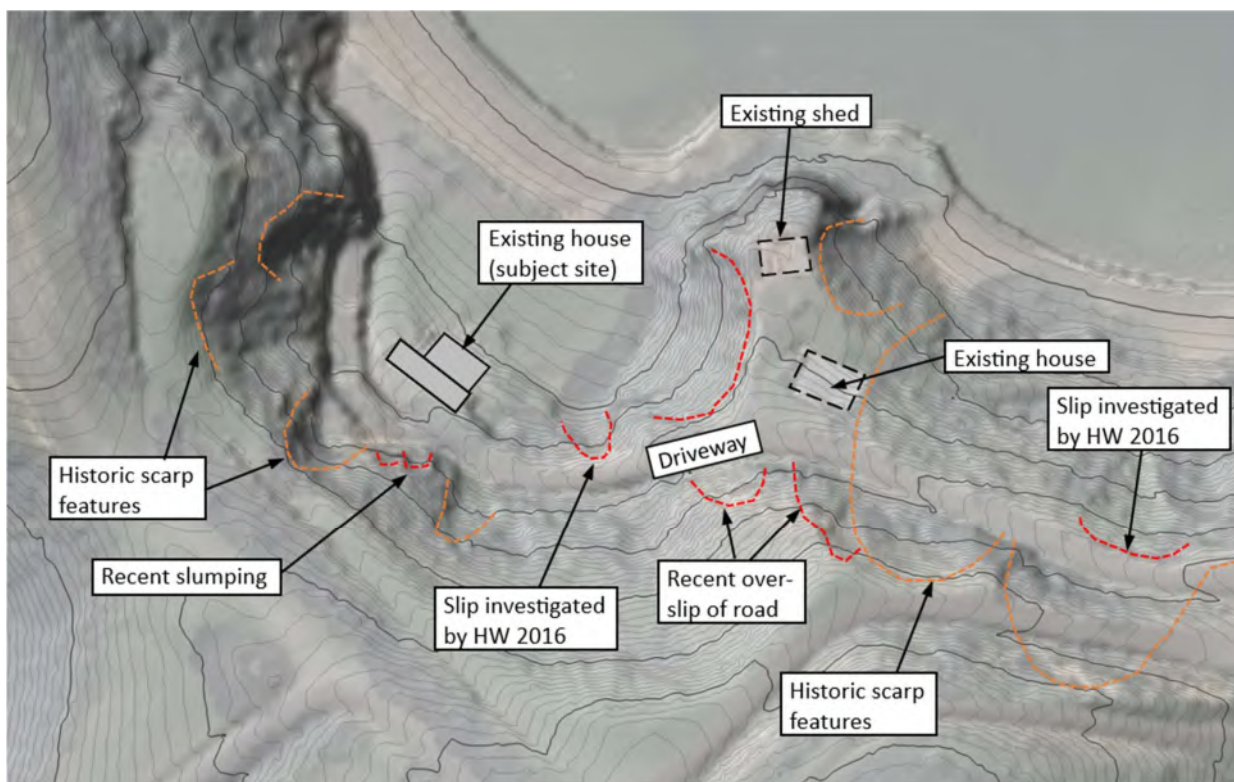 Existing shed
Existing house
(subject site)
Existing house
Slip investigated
by HW 2016
Driveway
Historic scarp
features
Recent slumping
Slip investigated
by HW 2016
Recent over-
slip of road
Historic scarp
features